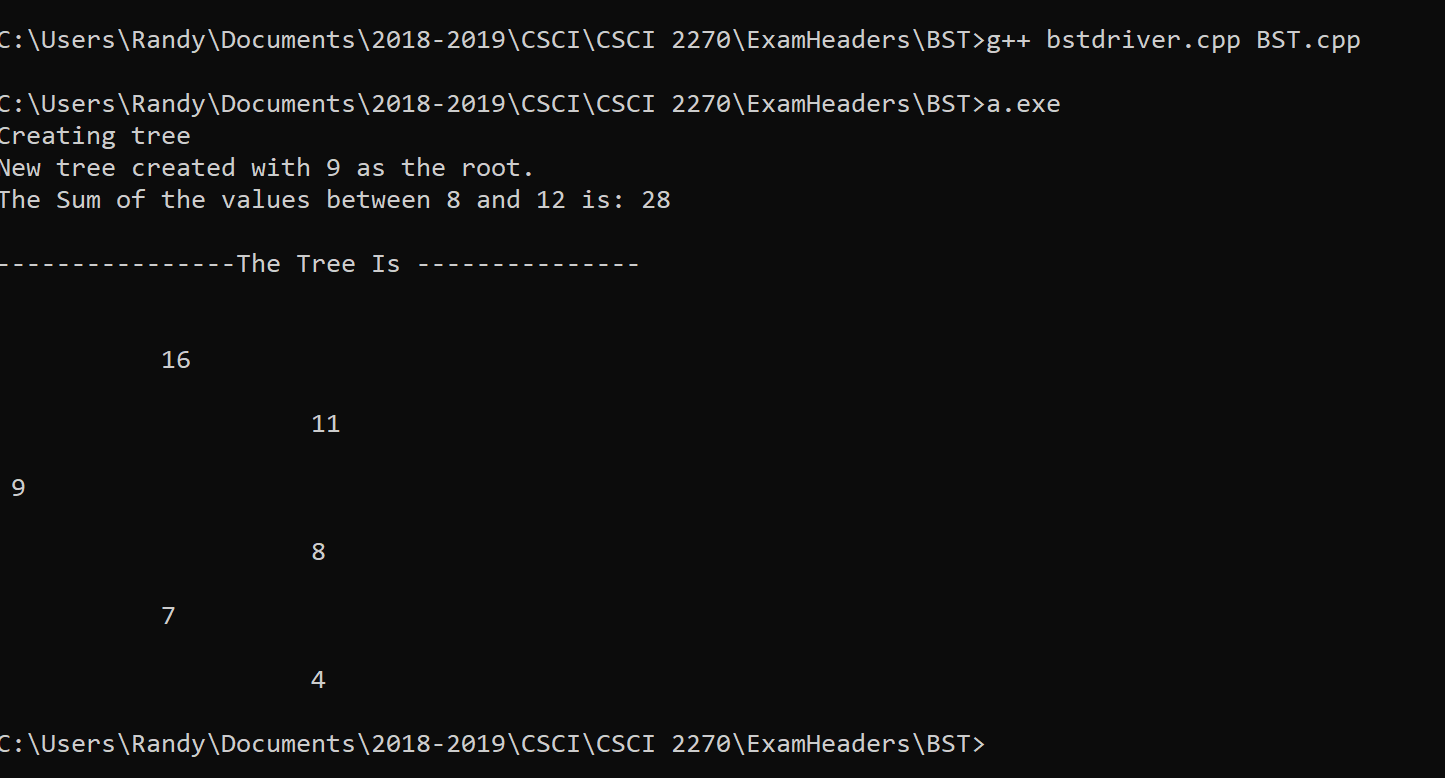 C:\Users\Randy\Documents\2018-2019\CSCI\CSCI 2270\ExamHeaders\BST>g++ bstdriver.cpp BST.cpp
C:\Users\Randy\Documents\2018-2019\CSCI\CSCI 2270\ExamHeaders\BST>a.exe
Creating tree
New tree created with 9 as the root.
The Sum of the values between 8 and 12 is: 28
----------------The Tree Is ---------------
16
11
9
8
7
4
C:\Users\Randy\Documents\2018-2019\CSCI\CSCI 2270\ExamHeaders\BST>